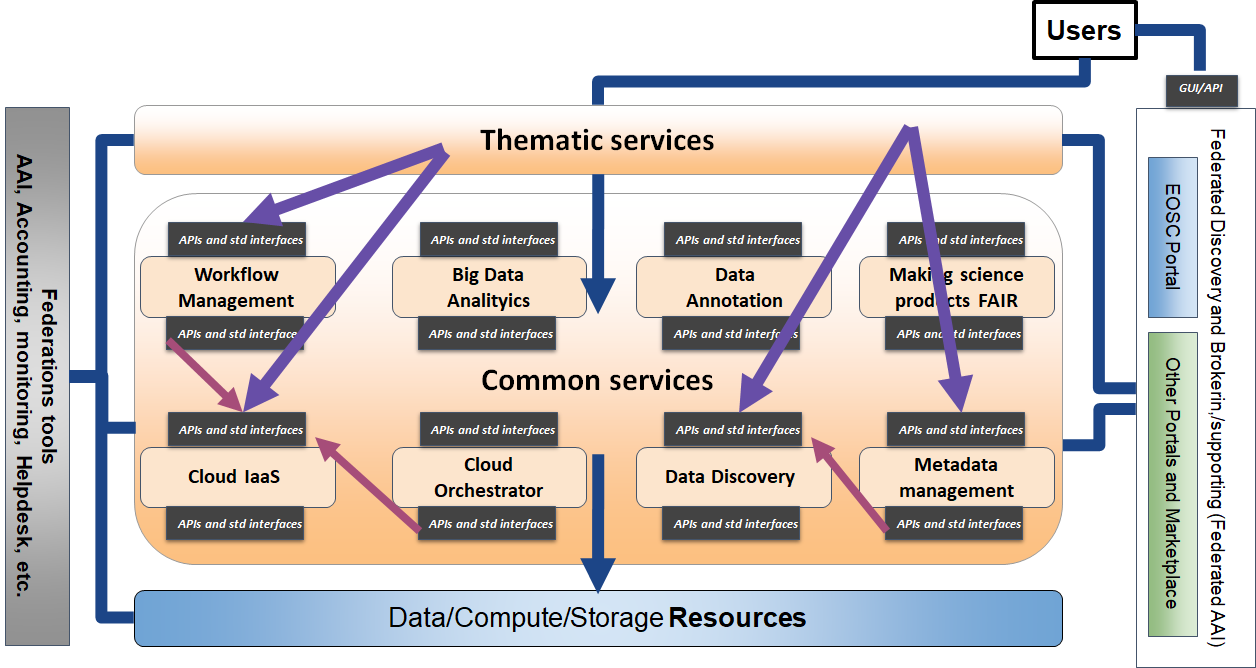 Users
GUI/API
Thematic services
APIs and std interfaces
APIs and std interfaces
APIs and std interfaces
APIs and std interfaces
Workflow
Management
Big Data
Analityics
Data
Annotation
Making science
products FAIR
APIs and std interfaces
APIs and std interfaces
APIs and std interfaces
APIs and std interfaces
Common services
APIs and std interfaces
APIs and std interfaces
APIs and std interfaces
APIs and std interfaces
Cloud IaaS
Cloud
Orchestrator
Data Discovery
Metadata
management
APIs and std interfaces
APIs and std interfaces
APIs and std interfaces
APIs and std interfaces
Data/Compute/Storage Resources
Federations tools
AAI, Accounting, monitoring, Helpdesk, etc.
Federated Discovery and Brokerin,/supporting (Federated AAI)
EOSC Portal
Other Portals and Marketplace